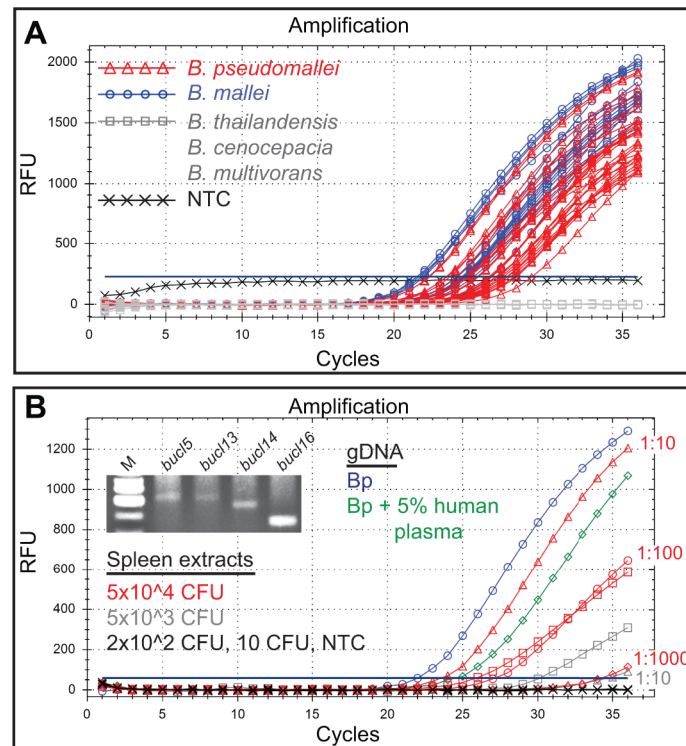 A
Amplification
2000
1500
1000
500
0
RFU
B. pseudomallei
B. mallei
B. thailandensis
B. cenocepacia
B. multivorans
NTC
0 5 10 15 20 25 30 35
Cycles
B
Amplification
1200
1000
800
600
400
200
0
RFU
M bucl5 bucl13 bucl14 bucl16
gDNA
Bp
Bp + 5% human
plasma
Spleen extracts
5x10^4 CFU
5x10^3 CFU
2x10^2 CFU, 10 CFU, NTC
1:10
1:100
1:1000
1:10
0 5 10 15 20 25 30 35
Cycles